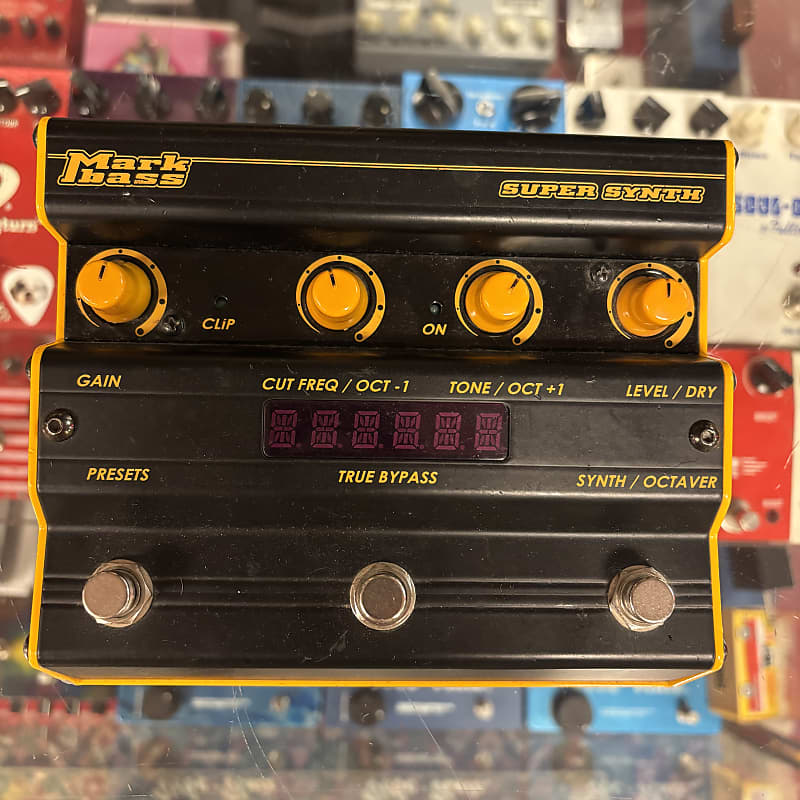 Mark
bass
SUPER SYNTH
CLiP
ON
GAIN
CUT FREQ / OCT -1
TONE / OCT +1
LEVEL / DRY
PRESETS
TRUE BYPASS
SYNTH / OCTAVER